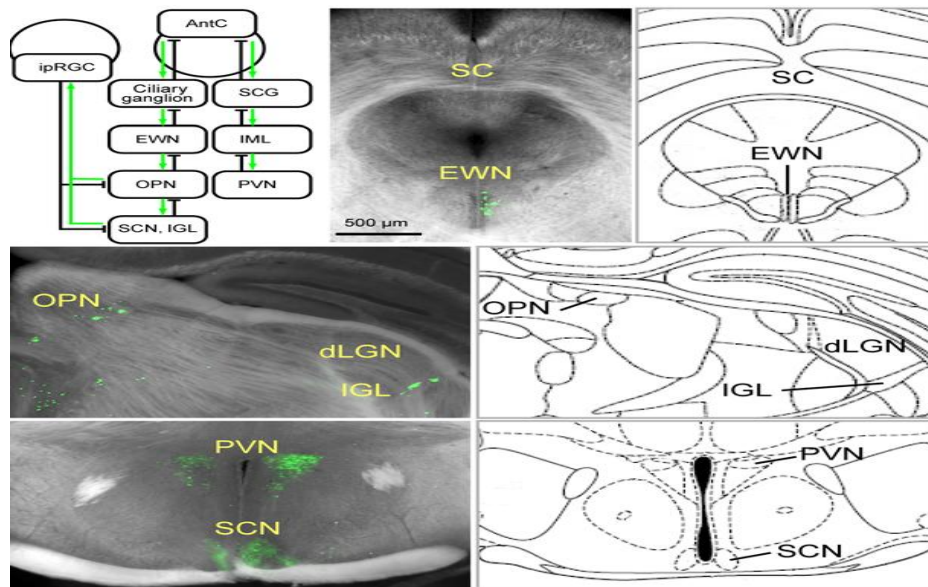 AntC
ipRGC
Ciliary
ganglion
SCG
EWN
IML
OPN
PVN
SCN, IGL
SC
EWN
500 µm
SC
EWN
OPN
dLGN
IGL
OPN
dLGN
IGL
PVN
SCN
PVN
SCN